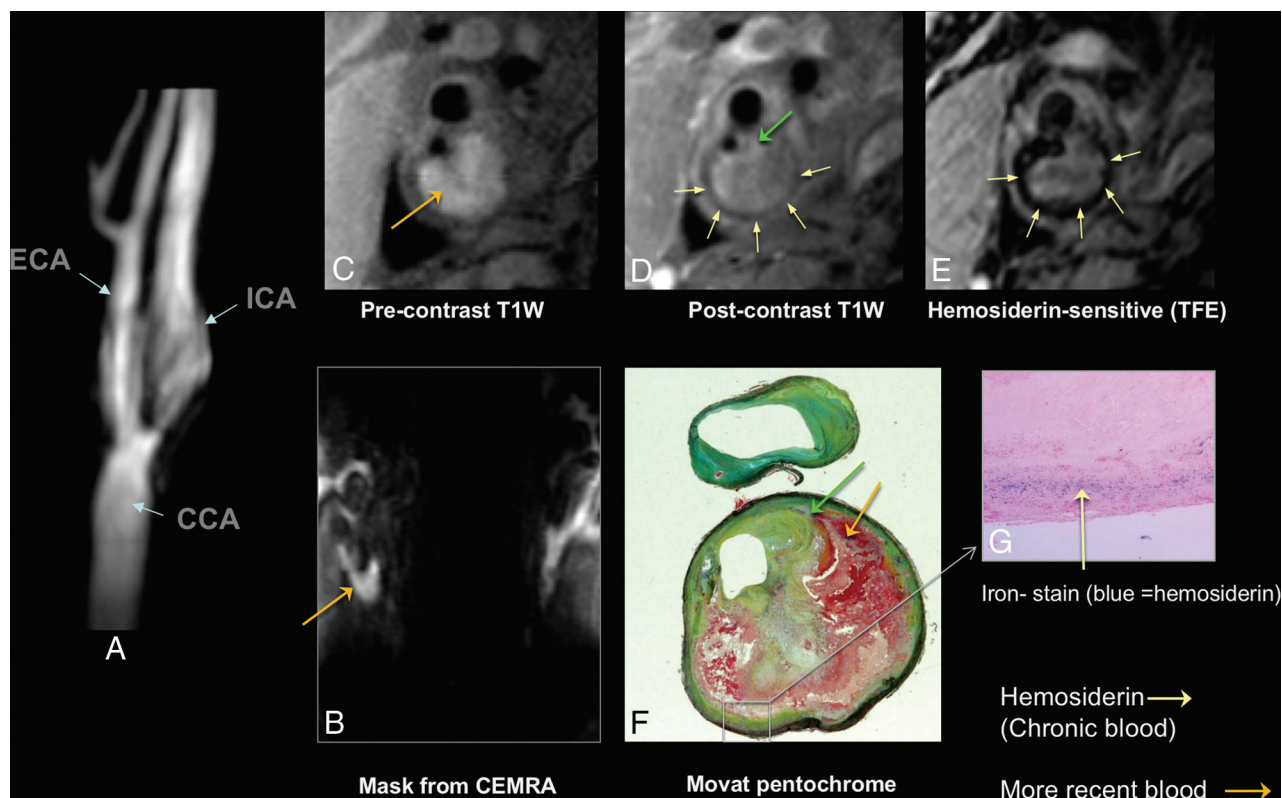 ECA
ICA
CCA
A
C
Pre-contrast T1W
D
Post-contrast T1W
E
Hemosiderin-sensitive (TFE)
B
Mask from CEMRA
F
Movat pentochrome
G
Iron- stain (blue =hemosiderin)
Hemosiderin
(Chronic blood)
More recent blood